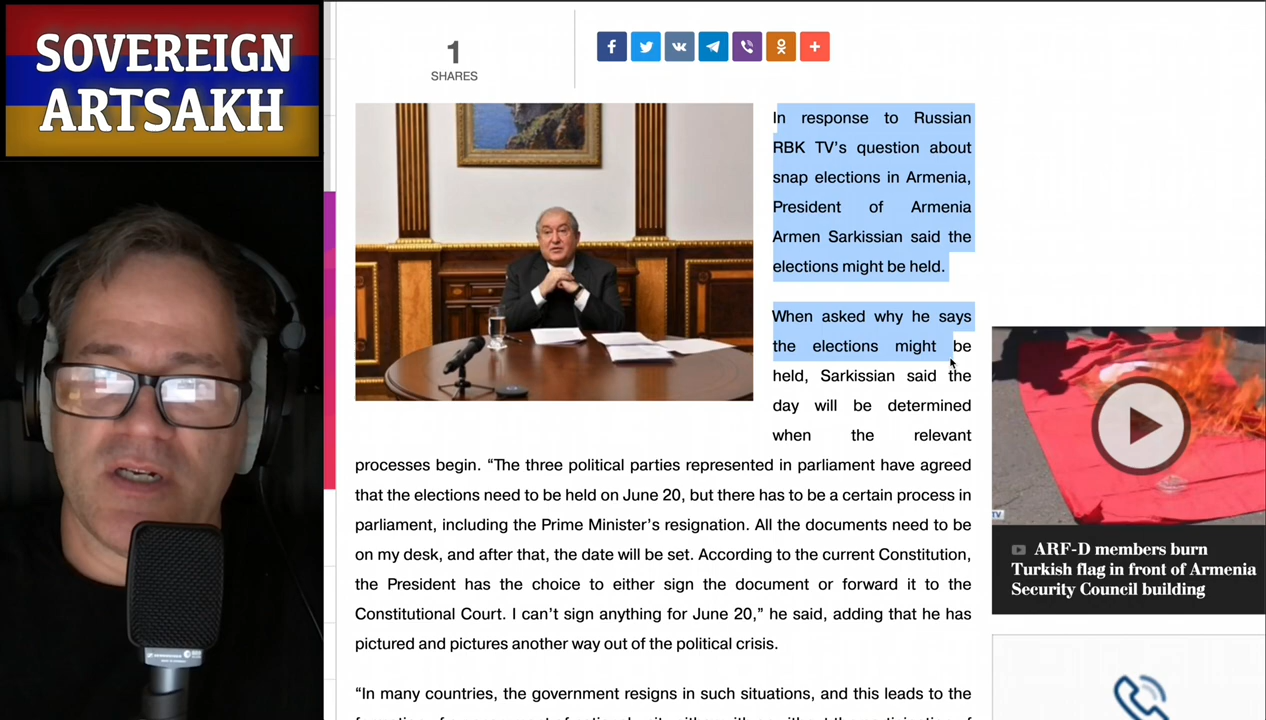 SOVEREIGN
ARTSAKH
1
SHARES
In response to Russian
RBK TV’s question about
snap elections in Armenia,
President of Armenia
Armen Sarkissian said the
elections might be held.
When asked why he says
the elections might be
held, Sarkissian said the
day will be determined
when the relevant
processes begin. “The three political parties represented in parliament have agreed
that the elections need to be held on June 20, but there has to be a certain process in
parliament, including the Prime Minister’s resignation. All the documents need to be
on my desk, and after that, the date will be set. According to the current Constitution,
the President has the choice to either sign the document or forward it to the
Constitutional Court. I can’t sign anything for June 20,” he said, adding that he has
pictured and pictures another way out of the political crisis.
“In many countries, the government resigns in such situations, and this leads to the
TV
ARF-D members burn
Turkish flag in front of Armenia
Security Council building